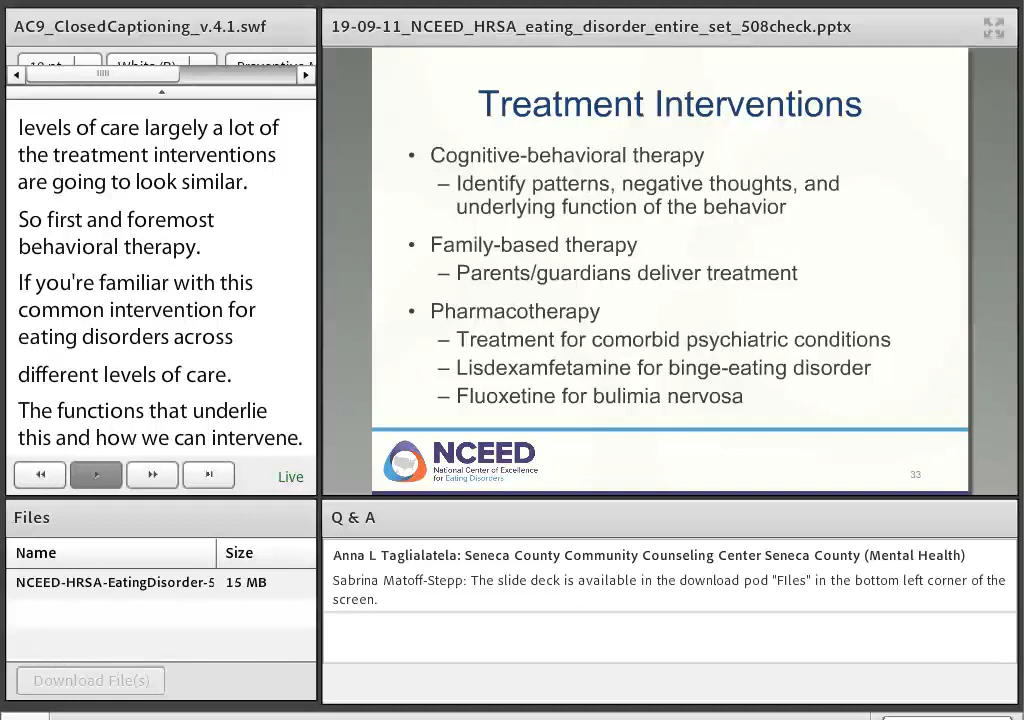 AC9_ClosedCaptioning_v.4.1.swf
levels of care largely a lot of
the treatment interventions
are going to look similar.
So first and foremost
behavioral therapy.
If you're familiar with this
common intervention for
eating disorders across
different levels of care.
The functions that underlie
this and how we can intervene.
Live
19-09-11_NCEED_HRSA_eating_disorder_entire_set_508check.pptx
Treatment Interventions
• Cognitive-behavioral therapy
– Identify patterns, negative thoughts, and
underlying function of the behavior
• Family-based therapy
– Parents/guardians deliver treatment
• Pharmacotherapy
– Treatment for comorbid psychiatric conditions
– Lisdexamfetamine for binge-eating disorder
– Fluoxetine for bulimia nervosa
NCEED
National Center of Excellence
for Eating Disorders
33
Files
Name Size
NCEED-HRSA-EatingDisorder-5 15 MB
Download File(s)
Q & A
Anna L Taglialatela: Seneca County Community Counseling Center Seneca County (Mental Health)
Sabrina Matoff-Stepp: The slide deck is available in the download pod "FIles" in the bottom left corner of the
screen.